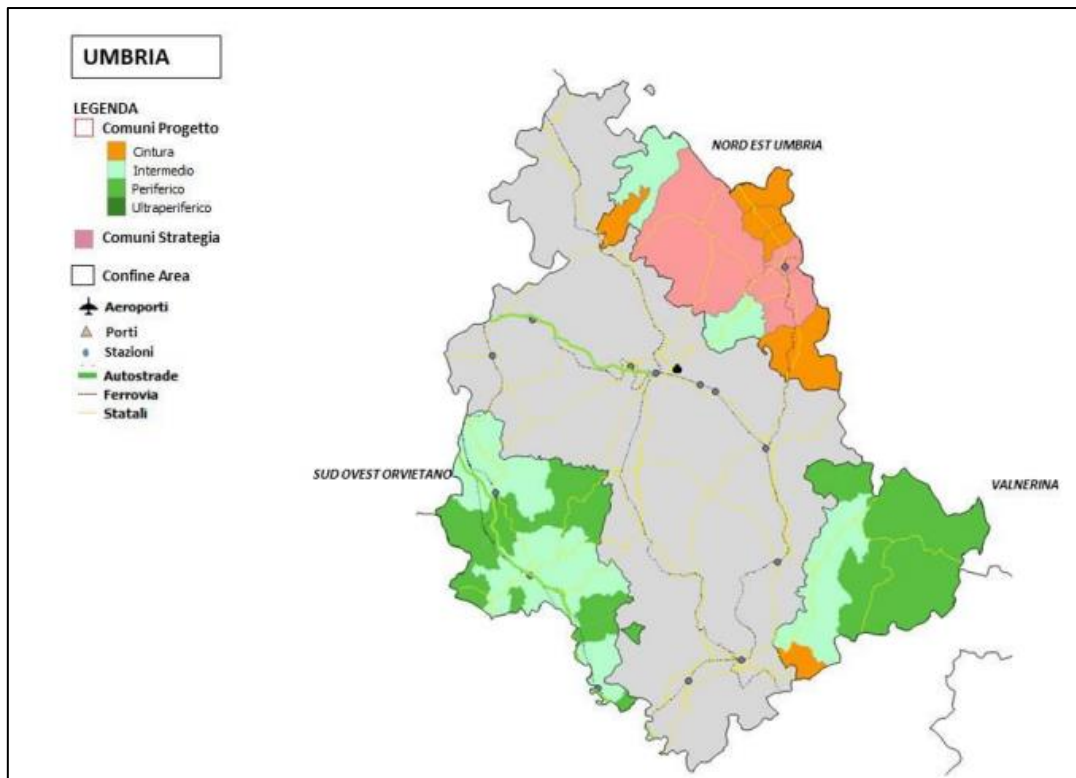 UMBRIA
LEGENDA
Comuni Progetto
Cintura
Intermedio
Periferico
Ultraperiferico
Comuni Strategia
Confine Area
Aeroporti
Porti
Stazioni
Autostrade
Ferrovia
Statali
NORD EST UMBRIA
SUD OVEST ORVIETANO
VALNERINA